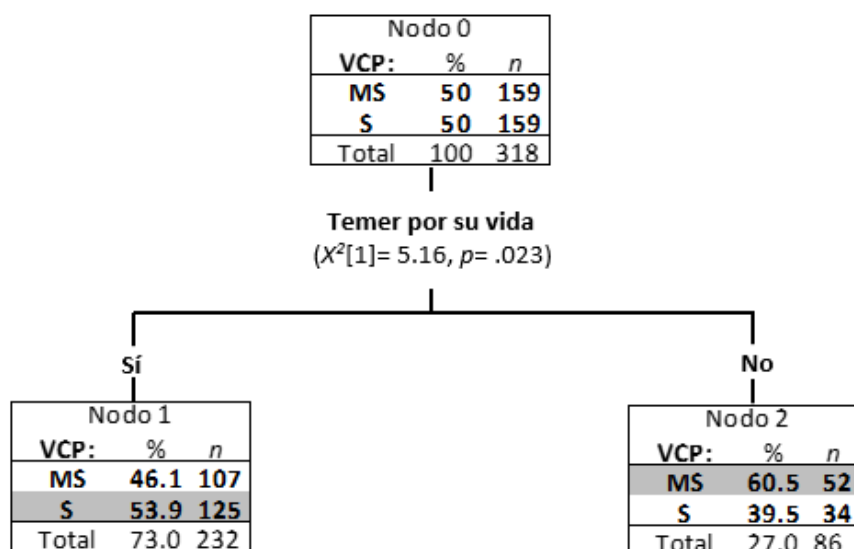 Nodo 0
VCP: % n
MS 50 159
S 50 159
Total 100 318
Temer por su vida
(X²[1]= 5.16, p= .023)
Sí
No
Nodo 1
VCP: % n
MS 46.1 107
S 53.9 125
Total 73.0 232
Nodo 2
VCP: % n
MS 60.5 52
S 39.5 34
Total 27.0 86